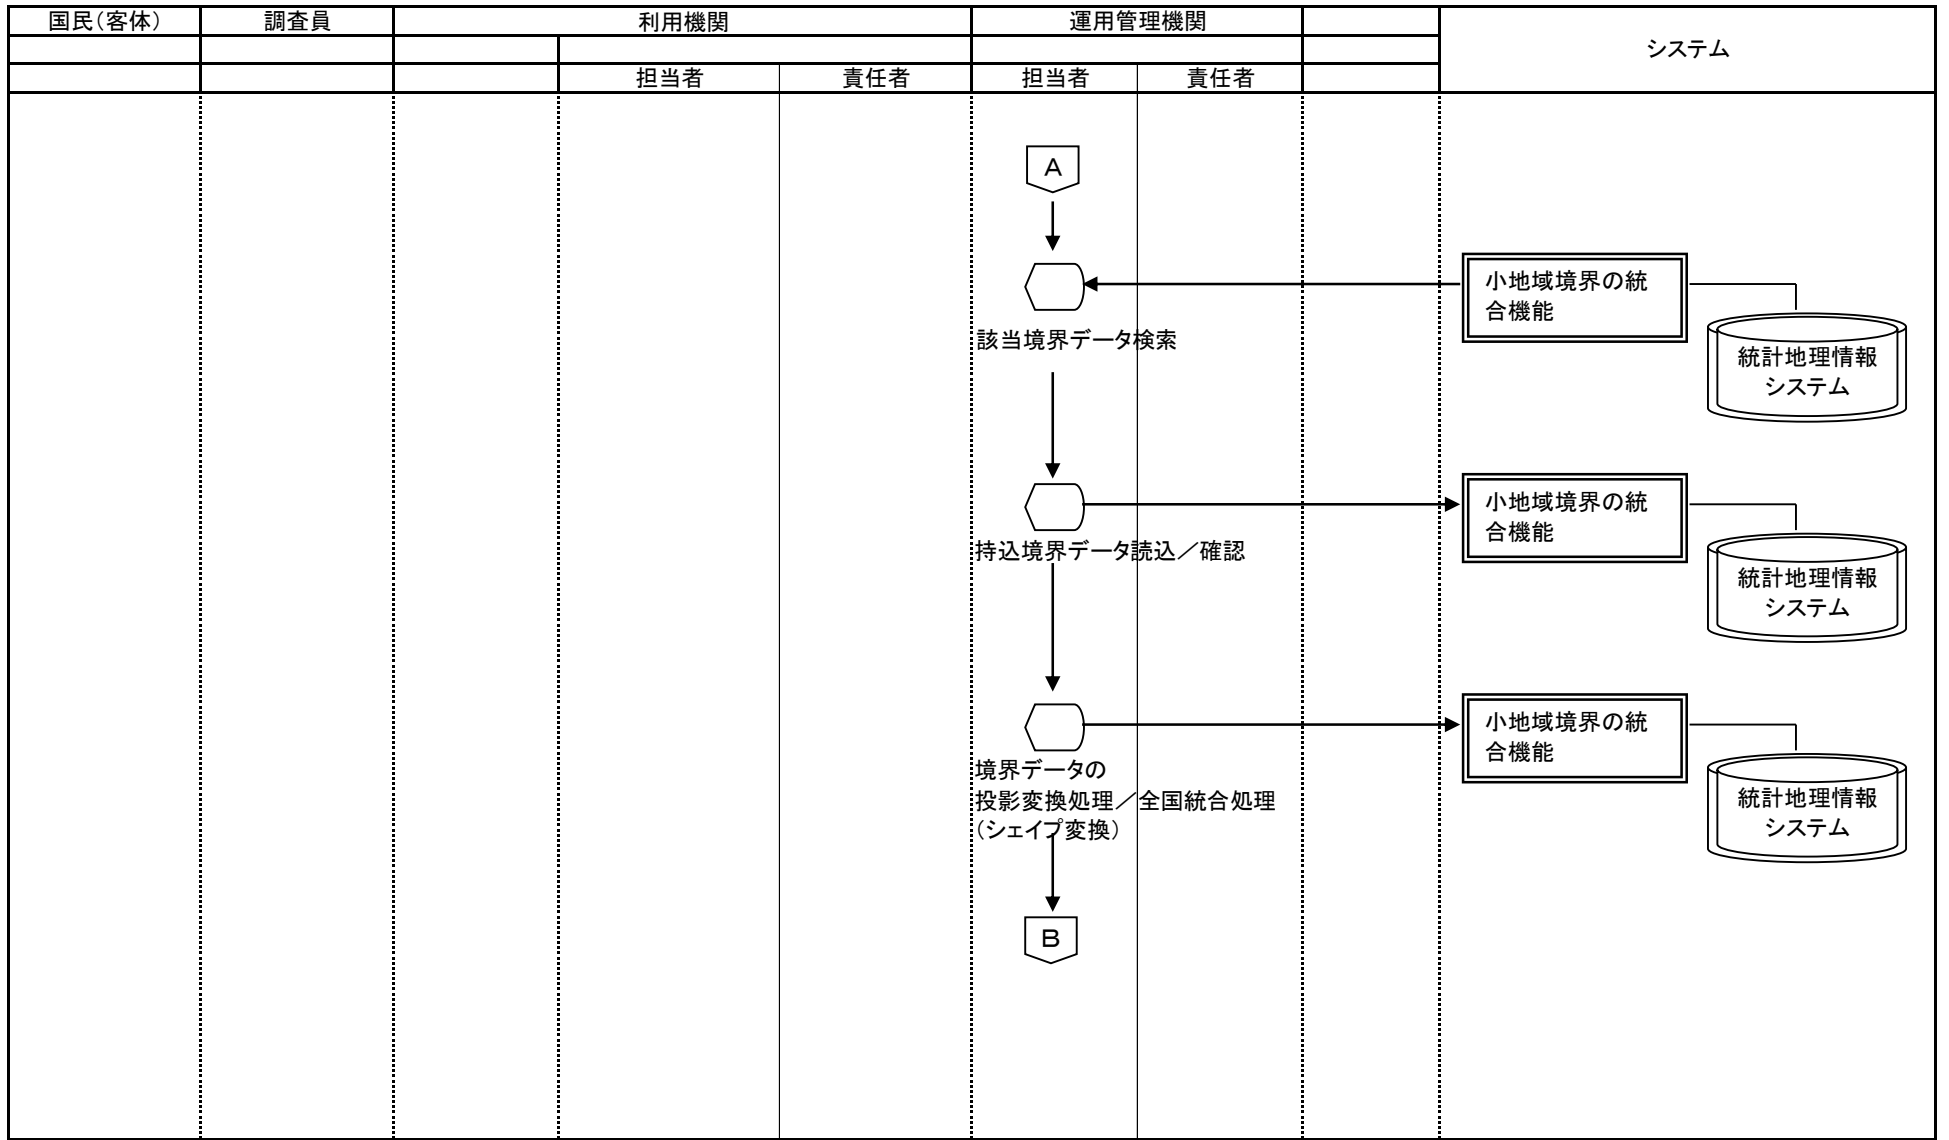 国民（客体）
調査員
利用機関
運用管理機関
システム
担当者
責任者
担当者
責任者
A
小地域境界の統
合機能
該当境界データ検索
統計地理情報
システム
小地域境界の統
合機能
持込境界データ読込／確認
統計地理情報
システム
小地域境界の統
合機能
境界データの
投影変換処理／全国統合処理
（シェイプ変換）
統計地理情報
システム
B